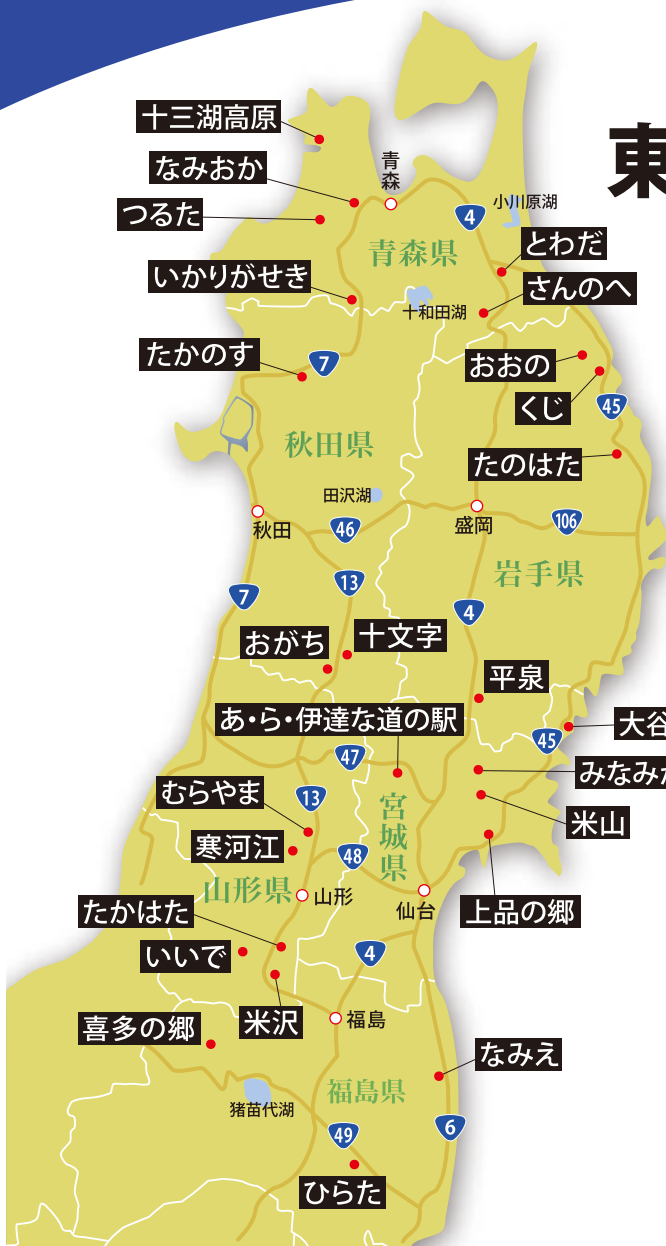 東
十三湖高原
なみおか
青森
つるた
4
小川原湖
青森県
とわだ
いかりがせき
さんのへ
十和田湖
たかのす
7
おおの
くじ
45
秋田県
たのはた
田沢湖
秋田
46
盛岡
106
13
岩手県
7
4
おがち
十文字
平泉
あ・ら・伊達な道の駅
大谷
45
47
みなみか
むらやま
13
宮城県
米山
寒河江
48
山形県
山形
たかはた
仙台
上品の郷
いいで
4
喜多の郷
米沢
福島
なみえ
福島県
猪苗代湖
49
6
ひらた